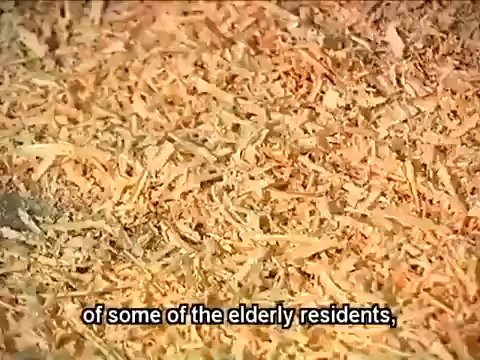 of some of the elderly residents,